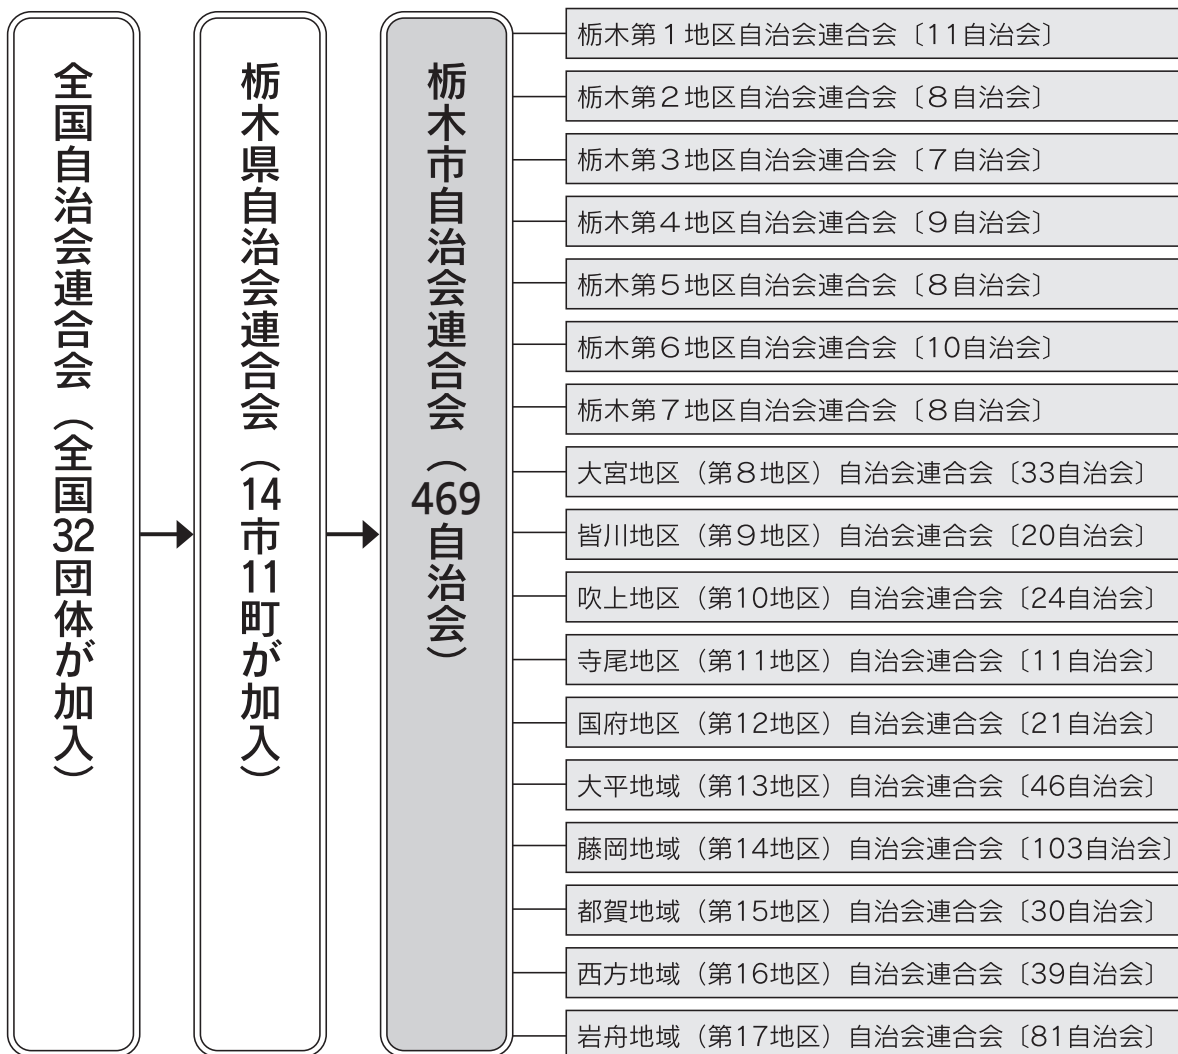 全国自治会連合会（全国32団体が加入）
栃木県自治会連合会（14市11町が加入）
栃木市自治会連合会（469自治会）
栃木第１地区自治会連合会〔11自治会〕
栃木第２地区自治会連合会〔８自治会〕
栃木第３地区自治会連合会〔７自治会〕
栃木第４地区自治会連合会〔９自治会〕
栃木第５地区自治会連合会〔８自治会〕
栃木第６地区自治会連合会〔10自治会〕
栃木第７地区自治会連合会〔８自治会〕
大宮地区（第８地区）自治会連合会〔33自治会〕
皆川地区（第９地区）自治会連合会〔20自治会〕
吹上地区（第10地区）自治会連合会〔24自治会〕
寺尾地区（第11地区）自治会連合会〔11自治会〕
国府地区（第12地区）自治会連合会〔21自治会〕
大平地域（第13地区）自治会連合会〔46自治会〕
藤岡地域（第14地区）自治会連合会〔103自治会〕
都賀地域（第15地区）自治会連合会〔30自治会〕
西方地域（第16地区）自治会連合会〔39自治会〕
岩舟地域（第17地区）自治会連合会〔81自治会〕